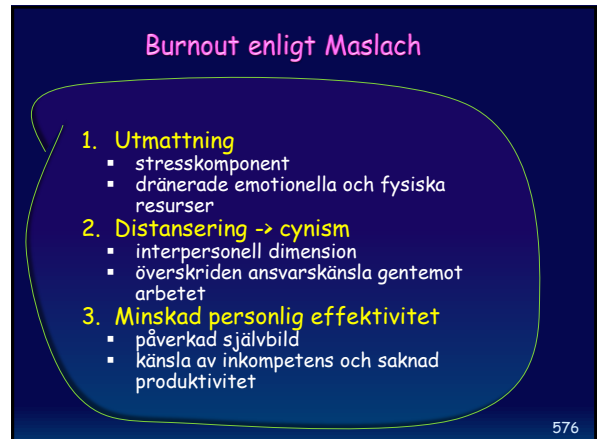 Burnout enligt Maslach
1. Utmattning
▪ stresskomponent
▪ dränerade emotionella och fysiska
resurser
2. Distansering -> cynism
▪ interpersonell dimension
▪ överskriden ansvarskänsla gentemot
arbetet
3. Minskad personlig effektivitet
▪ påverkad självbild
▪ känsla av inkompetens och saknad
produktivitet
576